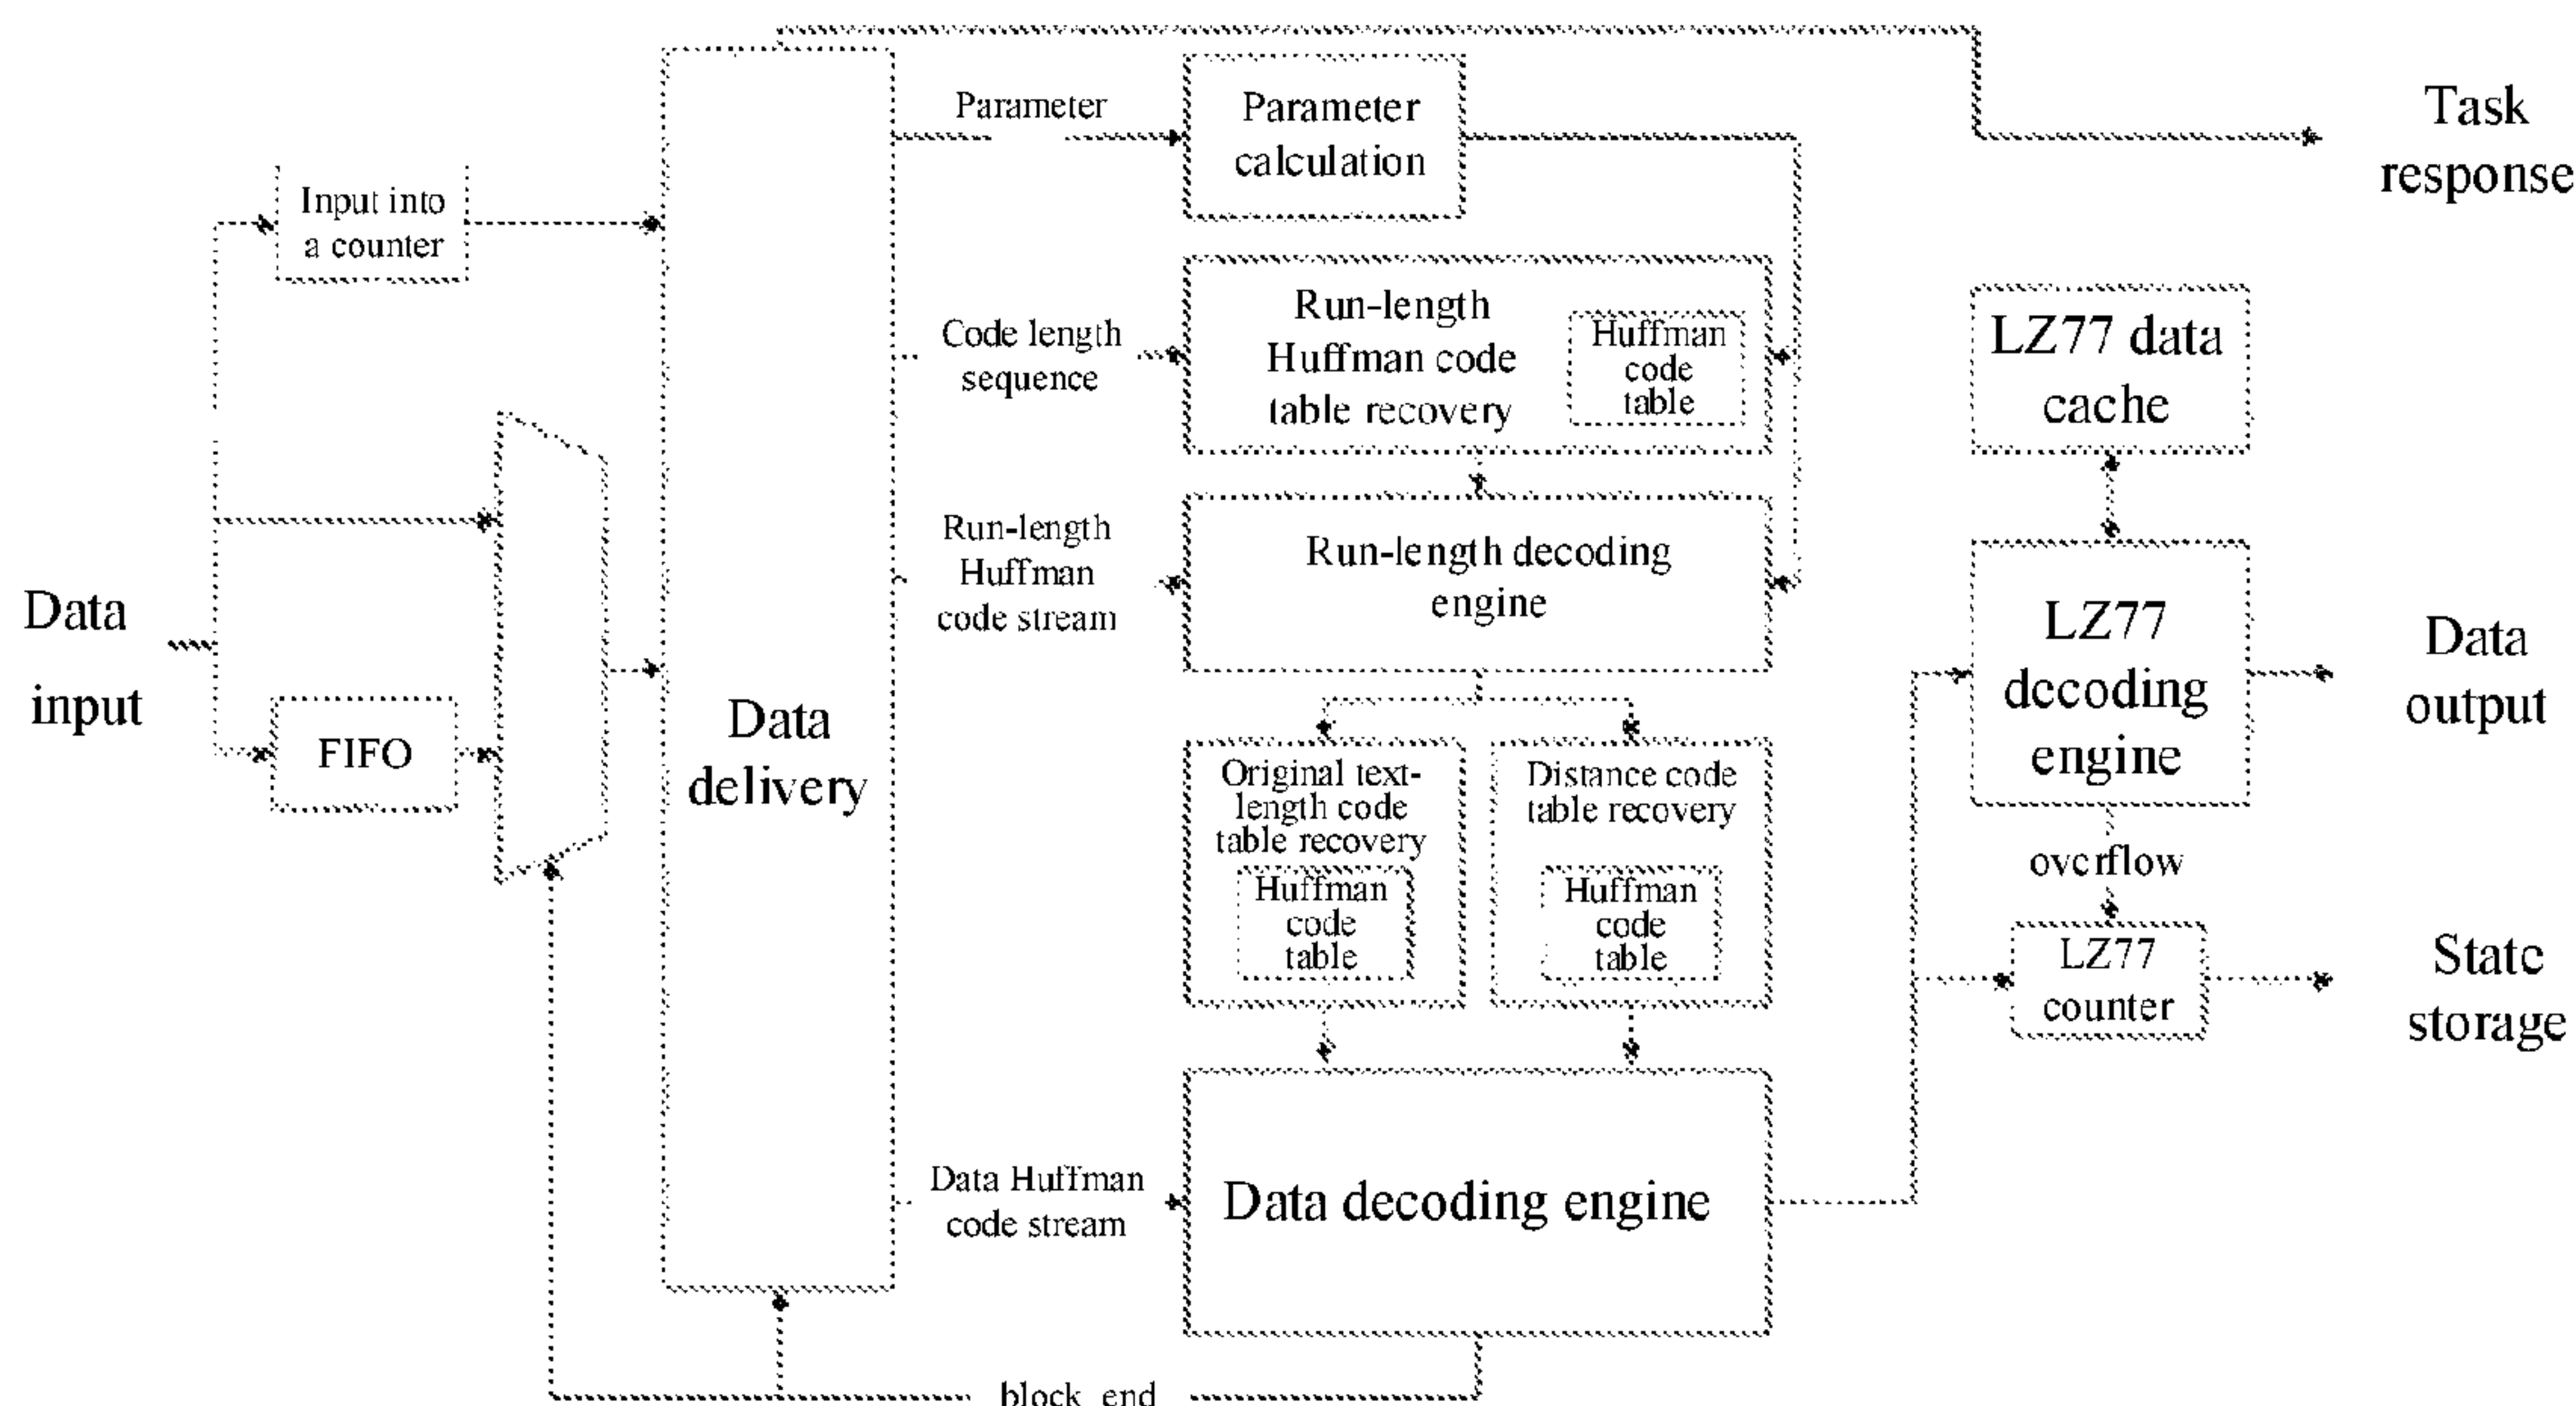 Task
response
Parameter
Parameter
calculation
Input into
a counter
Code length
sequence
Run-length
Huffman code
table recovery
Huffman
code
table
LZ77 data
cache
Run-length
Huffman
code stream
Run-length decoding
engine
Data
input
FIFO
Data
delivery
LZ77
decoding
engine
Data
output
Original text-
length code
table recovery
Huffman
code
table
Distance code
table recovery
Huffman
code
table
overflow
LZ77
counter
State
storage
Data Huffman
code stream
Data decoding engine
block_end